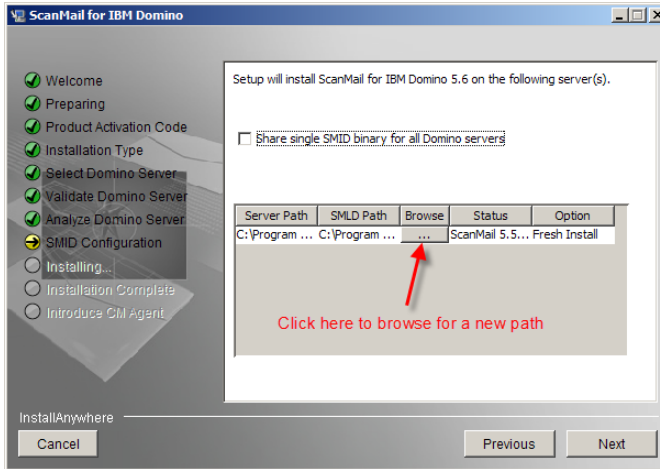 ScanMail for IBM Domino
Welcome
Preparing
Product Activation Code
Installation Type
Select Domino Server
Validate Domino Server
Analyze Domino Server
SMID Configuration
Installing...
Installation Complete
Introduce CM Agent
Setup will install ScanMail for IBM Domino 5.6 on the following server(s).
Share single SMID binary for all Domino servers
Server Path SMLD Path Browse Status Option
C:\Program ... C:\Program ... ... ScanMail 5.5... Fresh Install
Click here to browse for a new path
InstallAnywhere
Cancel Previous Next